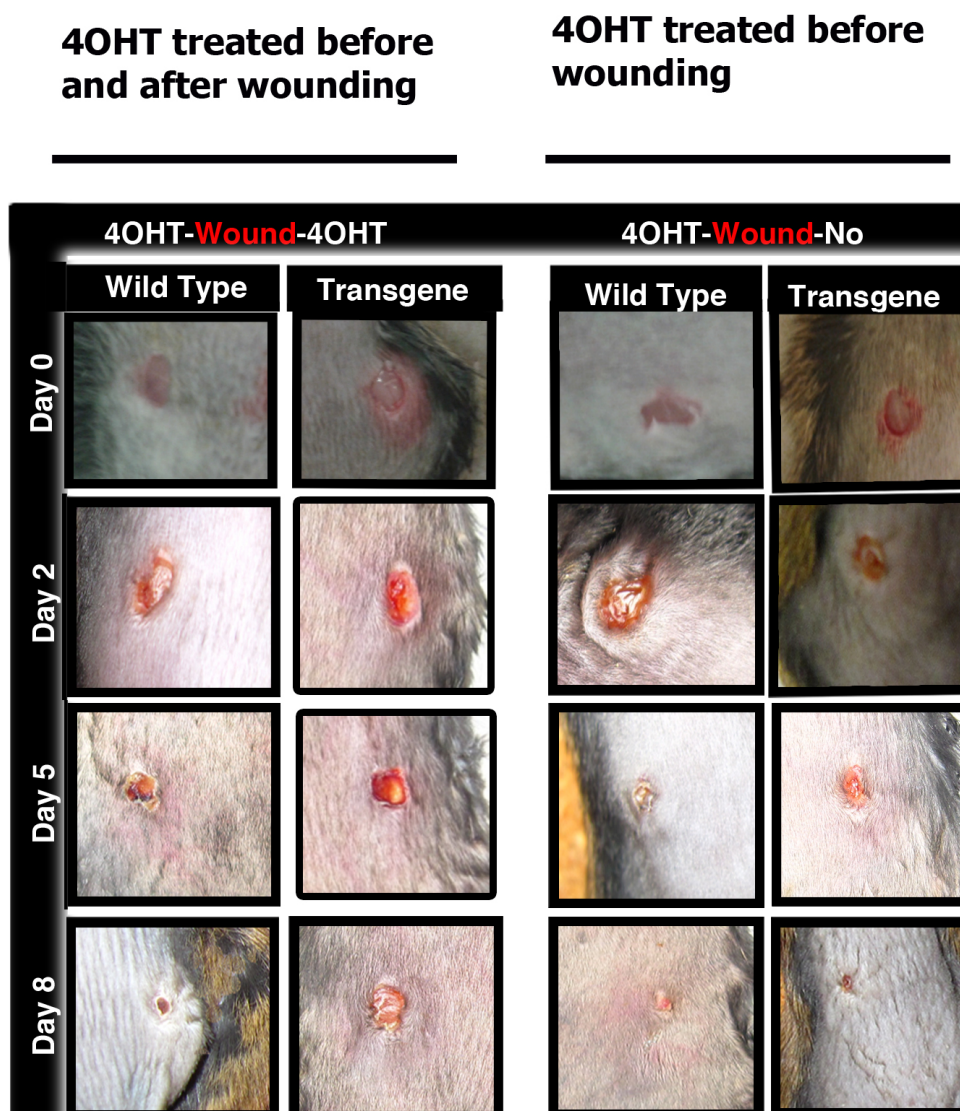 4OHT treated before
and after wounding
4OHT treated before
wounding
4OHT-Wound-4OHT
4OHT-Wound-No
Wild Type
Transgene
Wild Type
Transgene
Day 0
Day 2
Day 5
Day 8